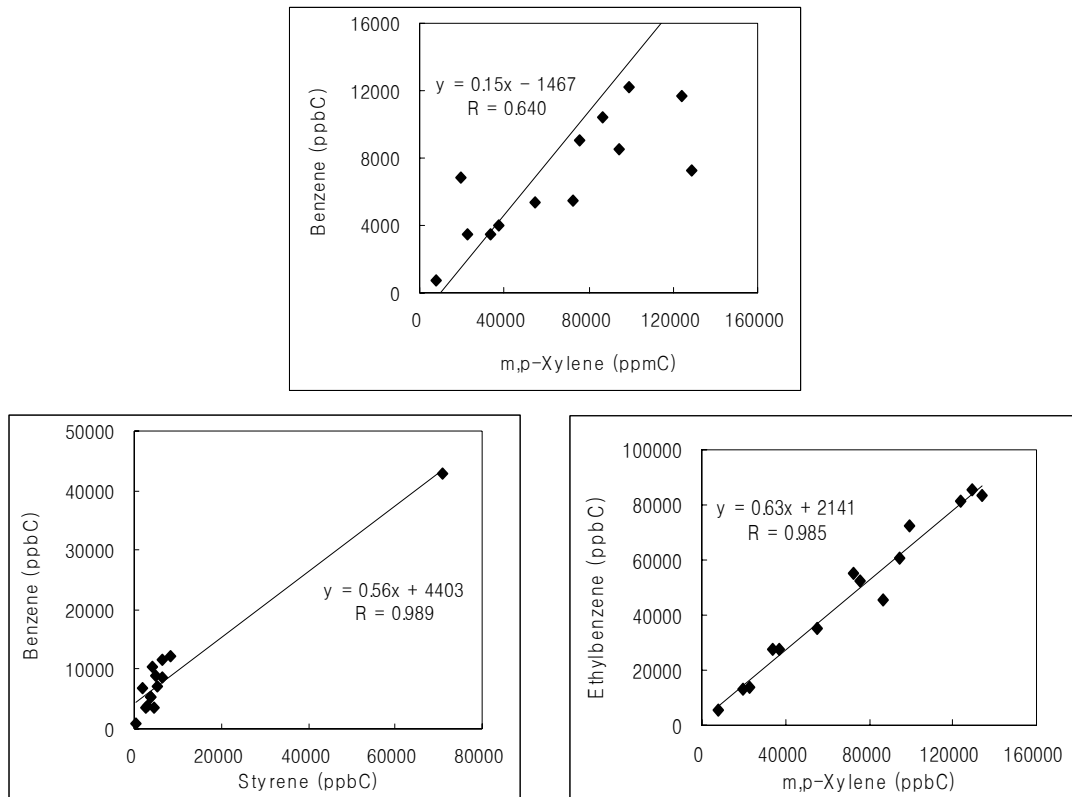 16000
12000
8000
4000
0
Benzene (ppbC)
y = 0.15x − 1467
R = 0.640
0 40000 80000 120000 160000
m,p-Xylene (ppmC)
50000
40000
30000
20000
10000
0
Benzene (ppbC)
y = 0.56x + 4403
R = 0.989
0 20000 40000 60000 80000
Styrene (ppbC)
100000
80000
60000
40000
20000
0
Ethylbenzene (ppbC)
y = 0.63x + 2141
R = 0.985
0 40000 80000 120000 160000
m,p-Xylene (ppbC)